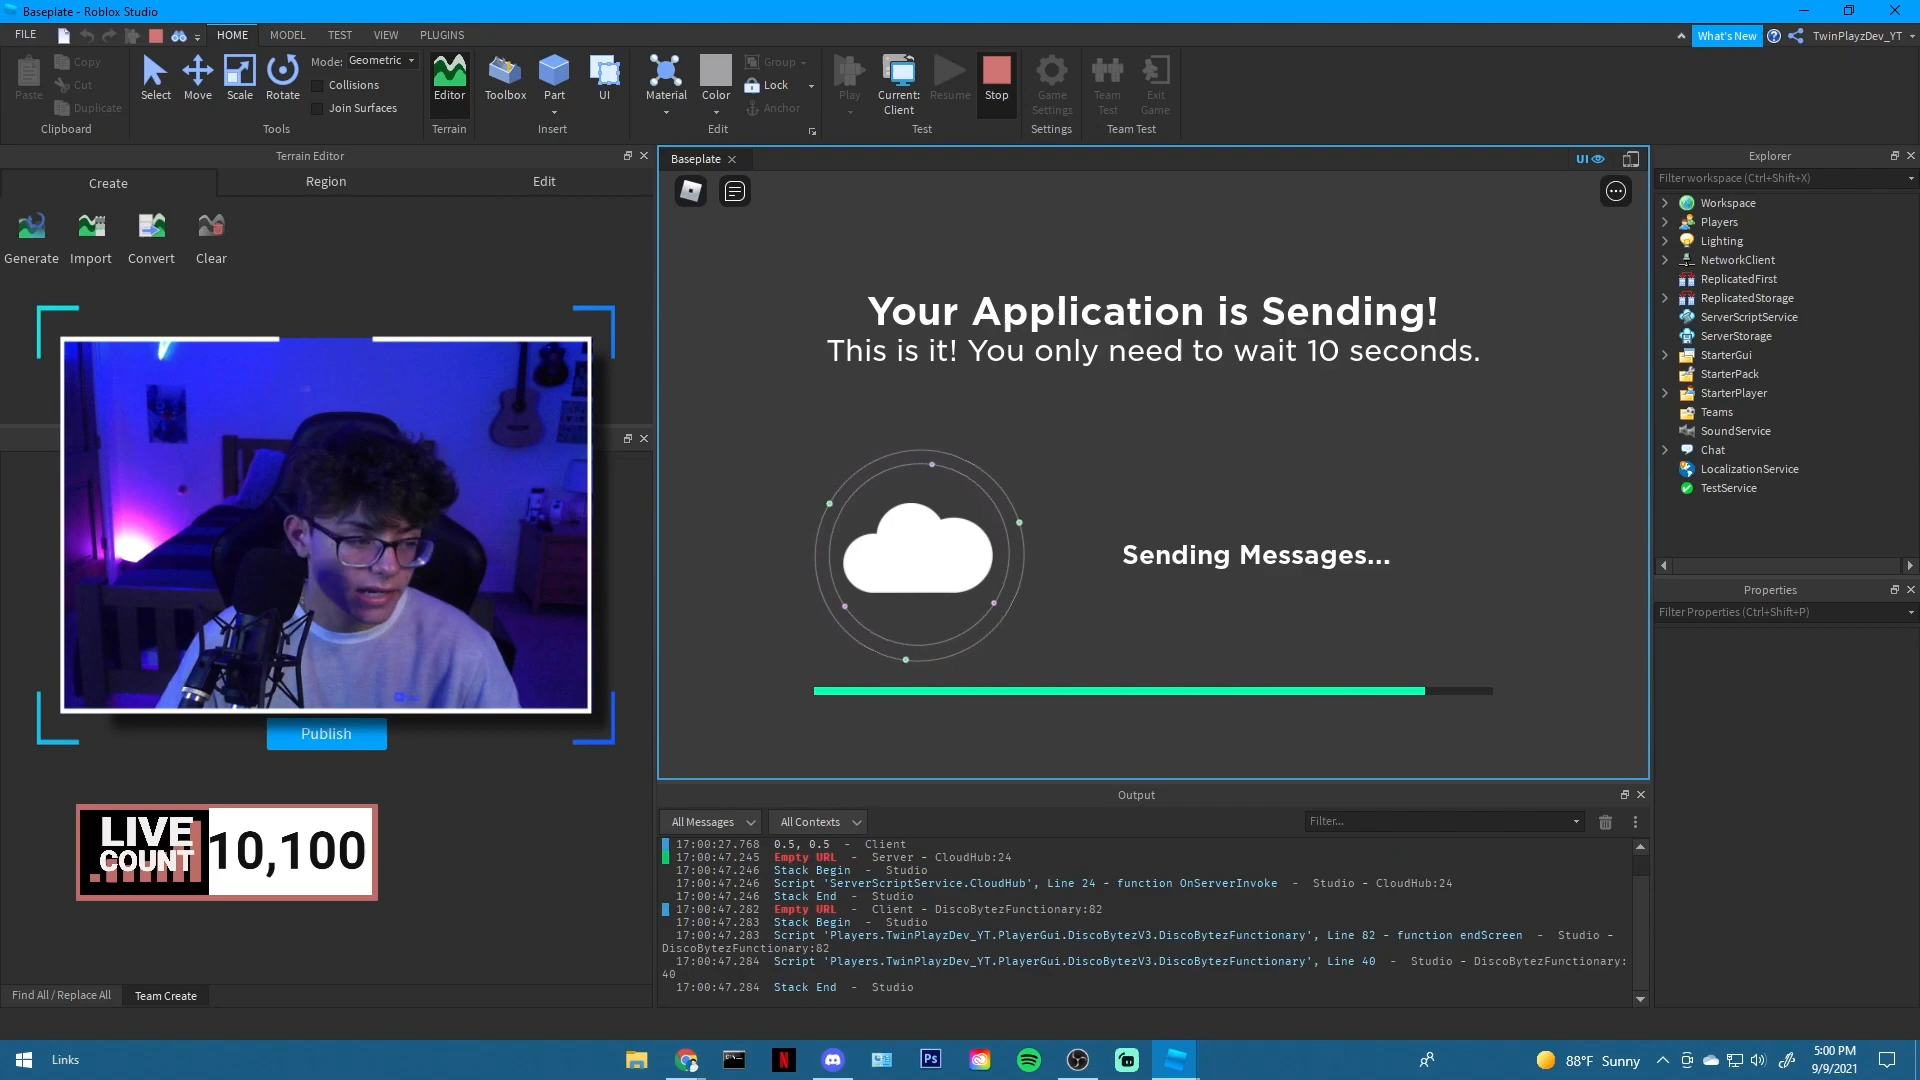 Baseplate - Roblox Studio
FILE
HOME
MODEL
TEST
VIEW
PLUGINS
What's New
TwinPlayzDev_YT
Paste
Copy
Cut
Duplicate
Clipboard
Select
Move
Scale
Rotate
Mode: Geometric
Collisions
Join Surfaces
Tools
Editor
Terrain
Toolbox
Part
UI
Insert
Material
Color
Group
Lock
Anchor
Edit
Play
Current:
Client
Resume
Stop
Test
Game
Settings
Settings
Team
Test
Exit
Game
Team Test
Terrain Editor
Create
Region
Edit
Generate
Import
Convert
Clear
Publish
LIVE
COUNT
10,100
Find All / Replace All
Team Create
Baseplate
UI
Your Application is Sending!
This is it! You only need to wait 10 seconds.
Sending Messages...
Output
All Messages
All Contexts
Filter...
17:00:27.768 0.5, 0.5 - Client
17:00:47.245 Empty URL - Server - CloudHub:24
17:00:47.246 Stack Begin - Studio
17:00:47.246 Script 'ServerScriptService.CloudHub', Line 24 - function OnServerInvoke - Studio - CloudHub:24
17:00:47.246 Stack End - Studio
17:00:47.282 Empty URL - Client - DiscoBytezFunctionary:82
17:00:47.283 Stack Begin - Studio
17:00:47.283 Script 'Players.TwinPlayzDev_YT.PlayerGui.DiscoBytezV3.DiscoBytezFunctionary', Line 82 - function endScreen - Studio -
DiscoBytezFunctionary:82
17:00:47.284 Script 'Players.TwinPlayzDev_YT.PlayerGui.DiscoBytezV3.DiscoBytezFunctionary', Line 40 - Studio - DiscoBytezFunctionary:
40
17:00:47.284 Stack End - Studio
Explorer
Filter workspace (Ctrl+Shift+X)
Workspace
Players
Lighting
NetworkClient
ReplicatedFirst
ReplicatedStorage
ServerScriptService
ServerStorage
StarterGui
StarterPack
StarterPlayer
Teams
SoundService
Chat
LocalizationService
TestService
Properties
Filter Properties (Ctrl+Shift+P)
Links
Ps
88°F Sunny
5:00 PM
9/9/2021